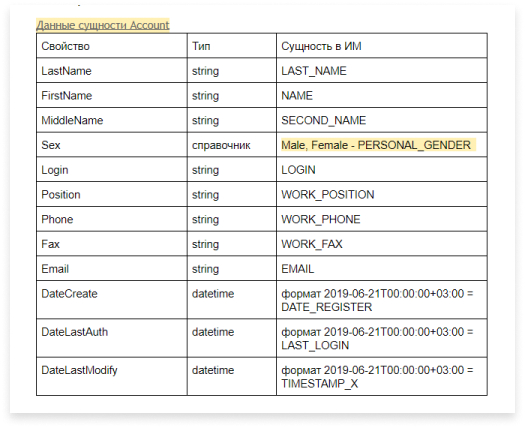 Данные сущности Account
Свойство Тип Сущность в ИМ
LastName string LAST_NAME
FirstName string NAME
MiddleName string SECOND_NAME
Sex справочник Male, Female - PERSONAL_GENDER
Login string LOGIN
Position string WORK_POSITION
Phone string WORK_PHONE
Fax string WORK_FAX
Email string EMAIL
DateCreate datetime формат 2019-06-21T00:00:00+03:00 =
DATE_REGISTER
DateLastAuth datetime формат 2019-06-21T00:00:00+03:00 =
LAST_LOGIN
DateLastModify datetime формат 2019-06-21T00:00:00+03:00 =
TIMESTAMP_X